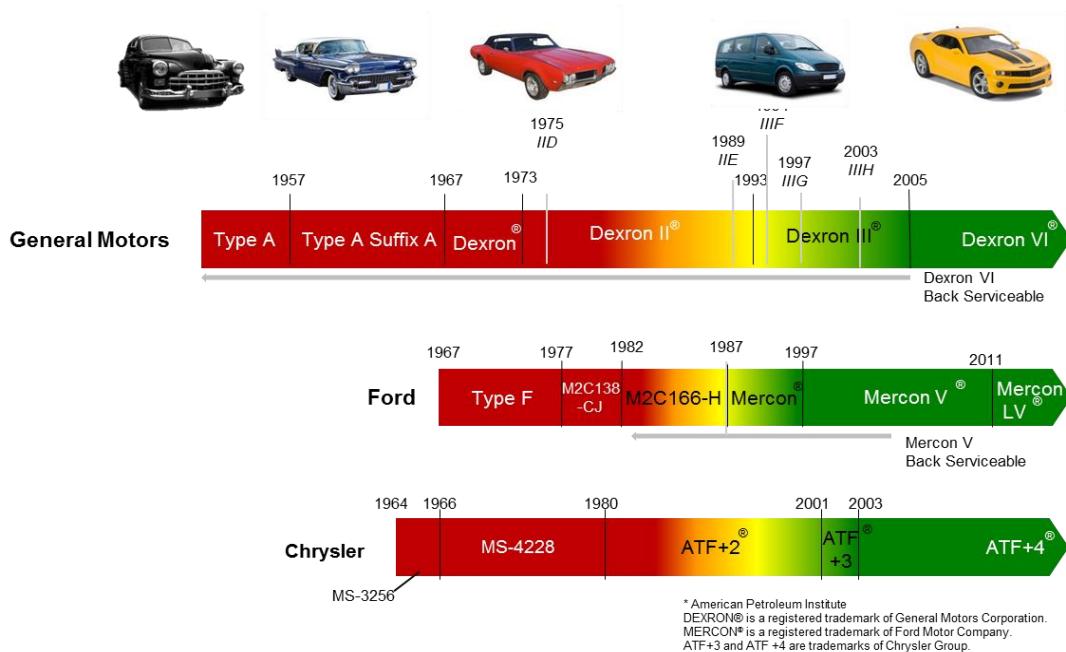 1975
IID
IIIF
1989
IIE
1997
IIIG
2003
IIIH
1957
1967
1973
1993
2005
General Motors
Type A
Type A Suffix A
Dexron®
Dexron II®
Dexron III®
Dexron VI®
Dexron VI
Back Serviceable
1967
1977
1982
1987
1997
2011
Ford
Type F
M2C138
-CJ
M2C166-H
Mercon®
Mercon V ®
Mercon
LV ®
Mercon V
Back Serviceable
1964
1966
1980
2001
2003
Chrysler
MS-4228
ATF+2®
ATF ®
+3
ATF+4®
MS-3256
* American Petroleum Institute
DEXRON® is a registered trademark of General Motors Corporation.
MERCON® is a registered trademark of Ford Motor Company.
ATF+3 and ATF +4 are trademarks of Chrysler Group.